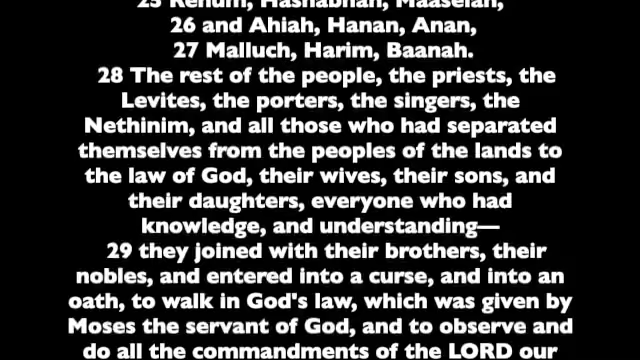 25 Rehum, Hashabnah, Maaseiah,
26 and Ahiah, Hanan, Anan,
27 Malluch, Harim, Baanah.
28 The rest of the people, the priests, the
Levites, the porters, the singers, the
Nethinim, and all those who had separated
themselves from the peoples of the lands to
the law of God, their wives, their sons, and
their daughters, everyone who had
knowledge, and understanding—
29 they joined with their brothers, their
nobles, and entered into a curse, and into an
oath, to walk in God's law, which was given by
Moses the servant of God, and to observe and
do all the commandments of the LORD our